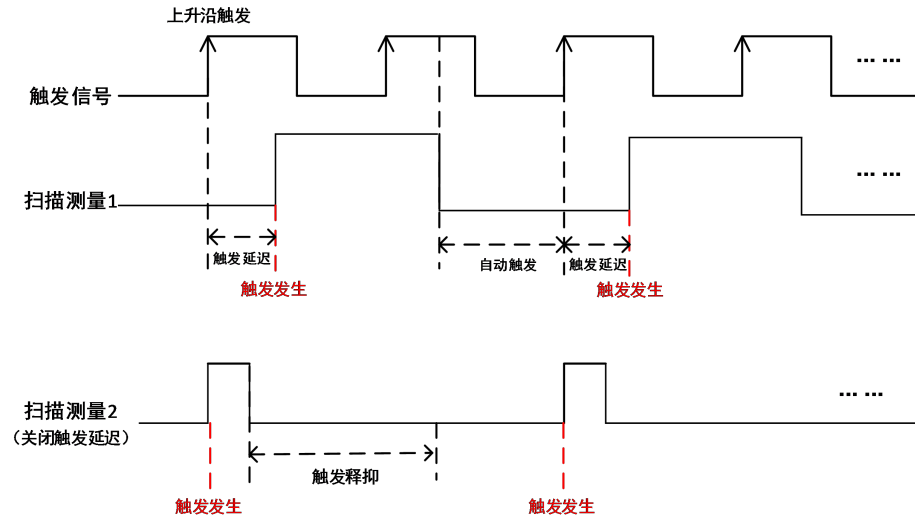 上升沿触发
触发信号
... ...
扫描测量1
... ...
触发延迟
自动触发
触发延迟
触发发生
触发发生
扫描测量2
（关闭触发延迟）
... ...
触发释抑
触发发生
触发发生